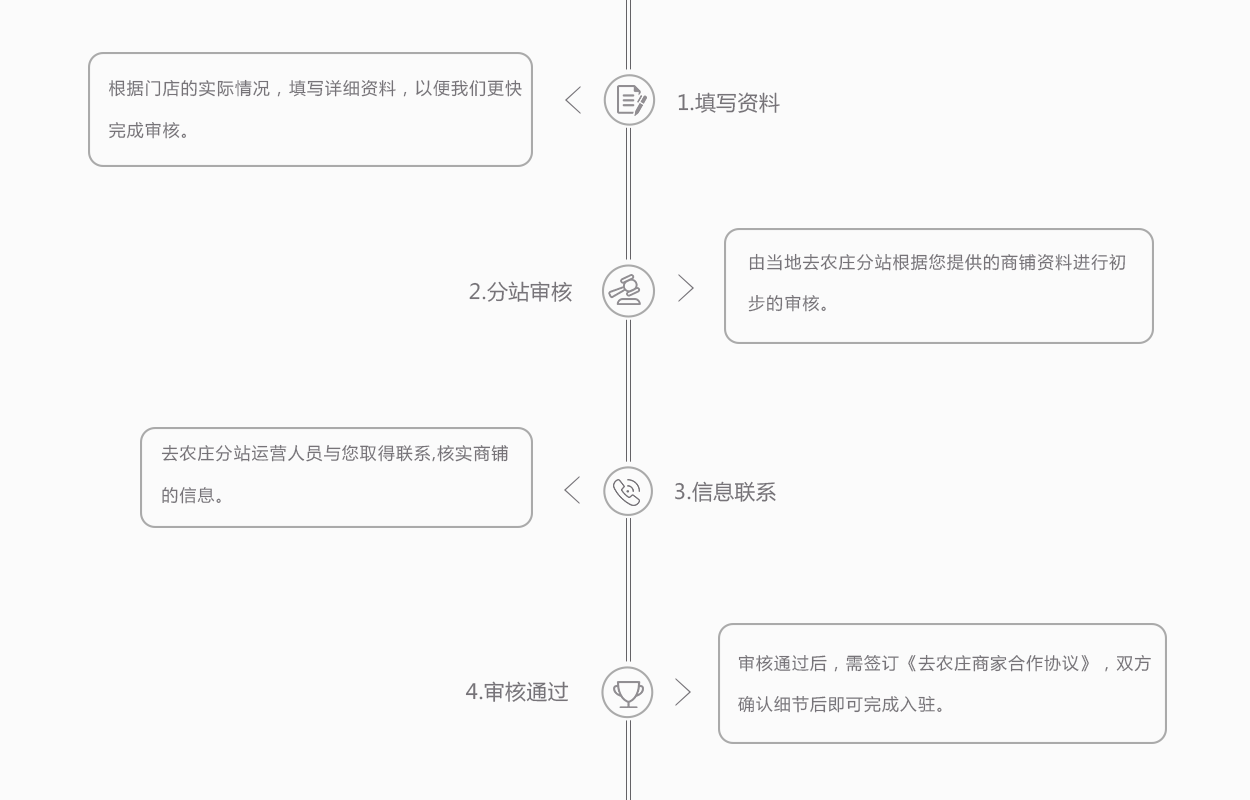 根据门店的实际情况，填写详细资料，以便我们更快
完成审核。
1.填写资料
2.分站审核
由当地去农庄分站根据您提供的商铺资料进行初
步的审核。
去农庄分站运营人员与您取得联系,核实商铺
的信息。
3.信息联系
4.审核通过
审核通过后，需签订《去农庄商家合作协议》，双方
确认细节后即可完成入驻。